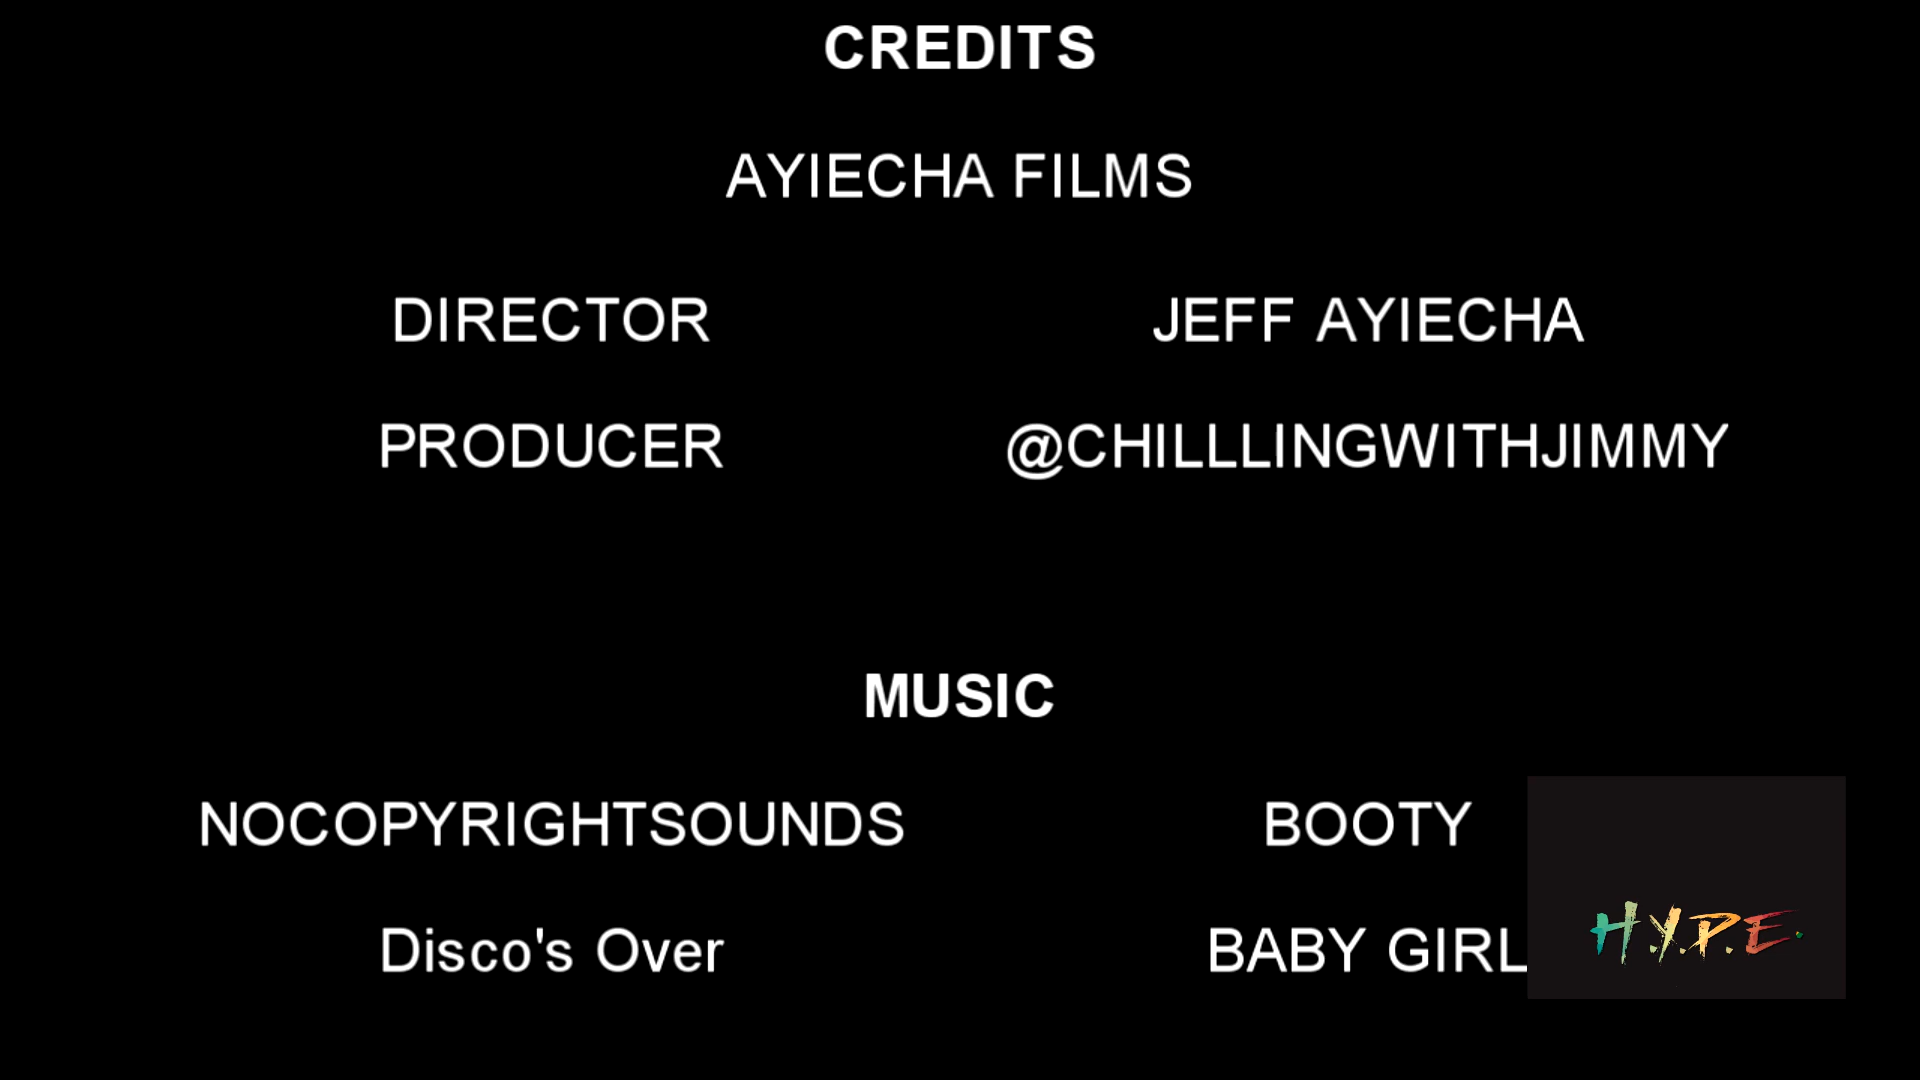 CREDITS
AYIECHA FILMS
DIRECTOR JEFF AYIECHA
PRODUCER @CHILLLINGWITHJIMMY
MUSIC
NOCOPYRIGHTSOUNDS BOOTY
Disco's Over BABY GIRL
H.Y.P.E.